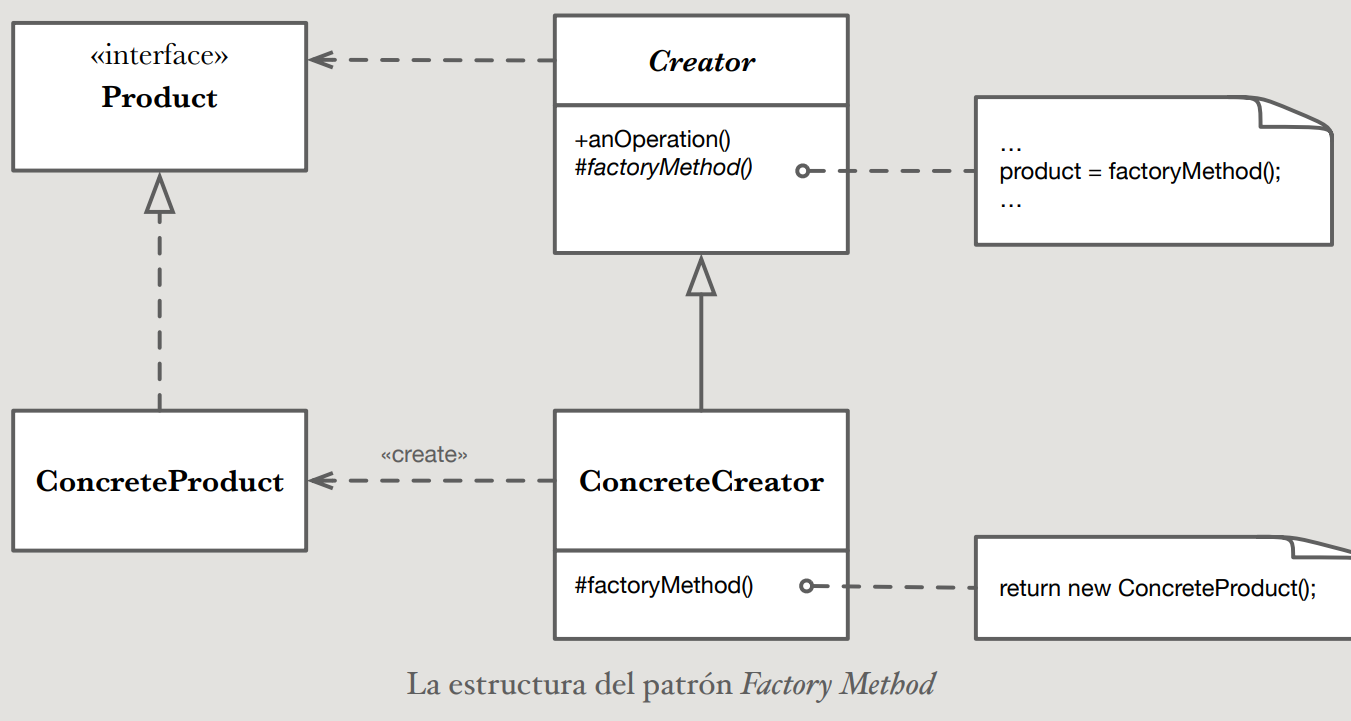 «interface»
Product
Creator
+anOperation()
#factoryMethod()
...
product = factoryMethod();
...
ConcreteProduct
«create»
ConcreteCreator
#factoryMethod()
return new ConcreteProduct();
La estructura del patrón Factory Method